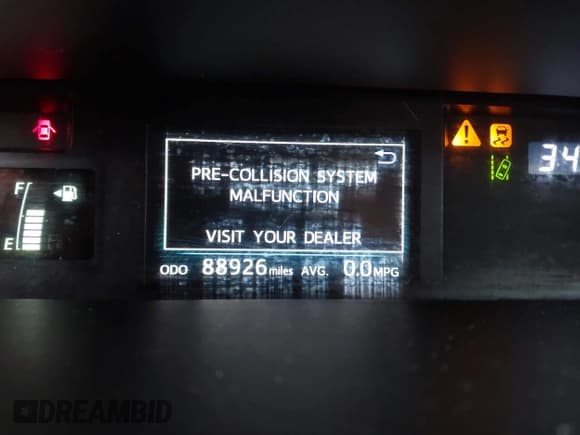 F
E
PRE-COLLISION SYSTEM
MALFUNCTION
VISIT YOUR DEALER
ODO 88926 miles AVG. 0.0 MPG
34
DREAMBID